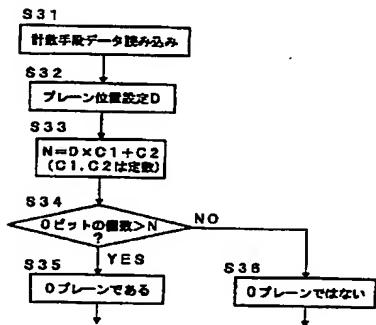 S31
計数手段データ読み込み
S32
プレーン位置設定D
S33
N=D×C1+C2
(C1.C2は定数)
S34
0ビットの個数>N
?
NO
YES
S35
0プレーンである
S36
0プレーンではない